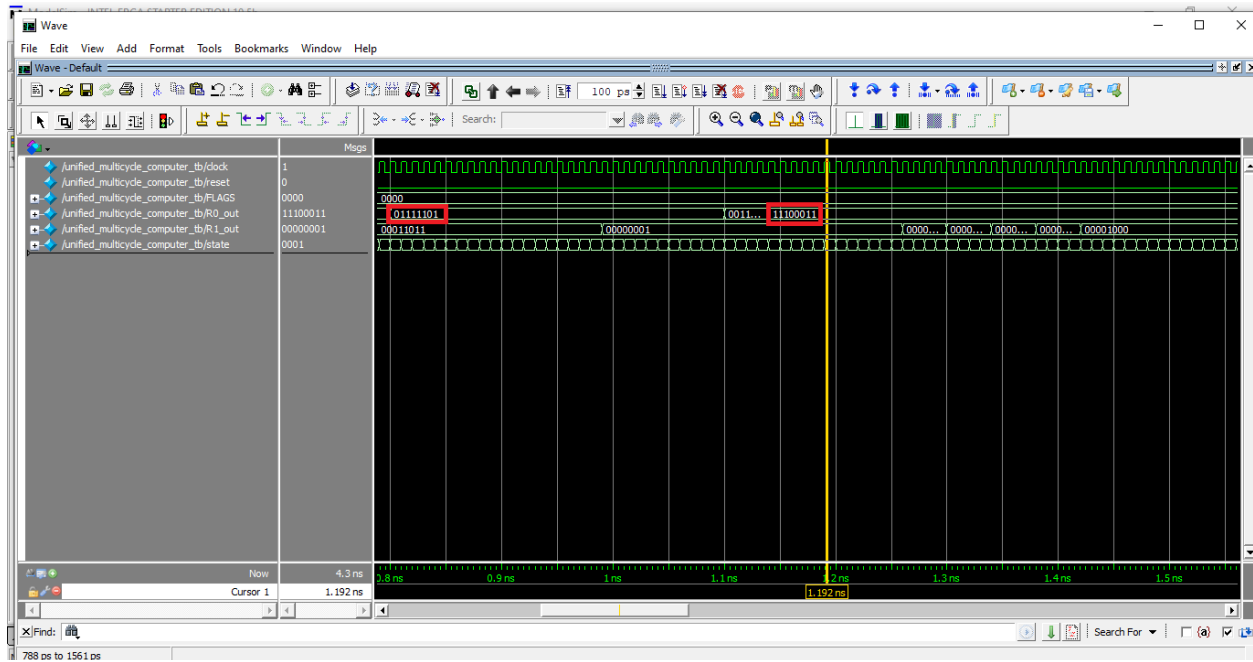 Wave
File Edit View Add Format Tools Bookmarks Window Help
Wave - Default
100 ps
Search:
Msgs
/unified_multicycle_computer_tb/clock 1
/unified_multicycle_computer_tb/reset 0
/unified_multicycle_computer_tb/FLAGS 0000 0000
/unified_multicycle_computer_tb/R0_out 11100011 01111101 0011... 11100011
/unified_multicycle_computer_tb/R1_out 00000001 00011011 00000001 0000... 0000... 0000... 0000... 00001000
/unified_multicycle_computer_tb/state 0001
Now 4.3 ns 0.8 ns 0.9 ns 1 ns 1.1 ns 1.2 ns 1.3 ns 1.4 ns 1.5 ns
Cursor 1 1.192 ns 1.192 ns
Find: Search For {a}
788 ps to 1561 ps